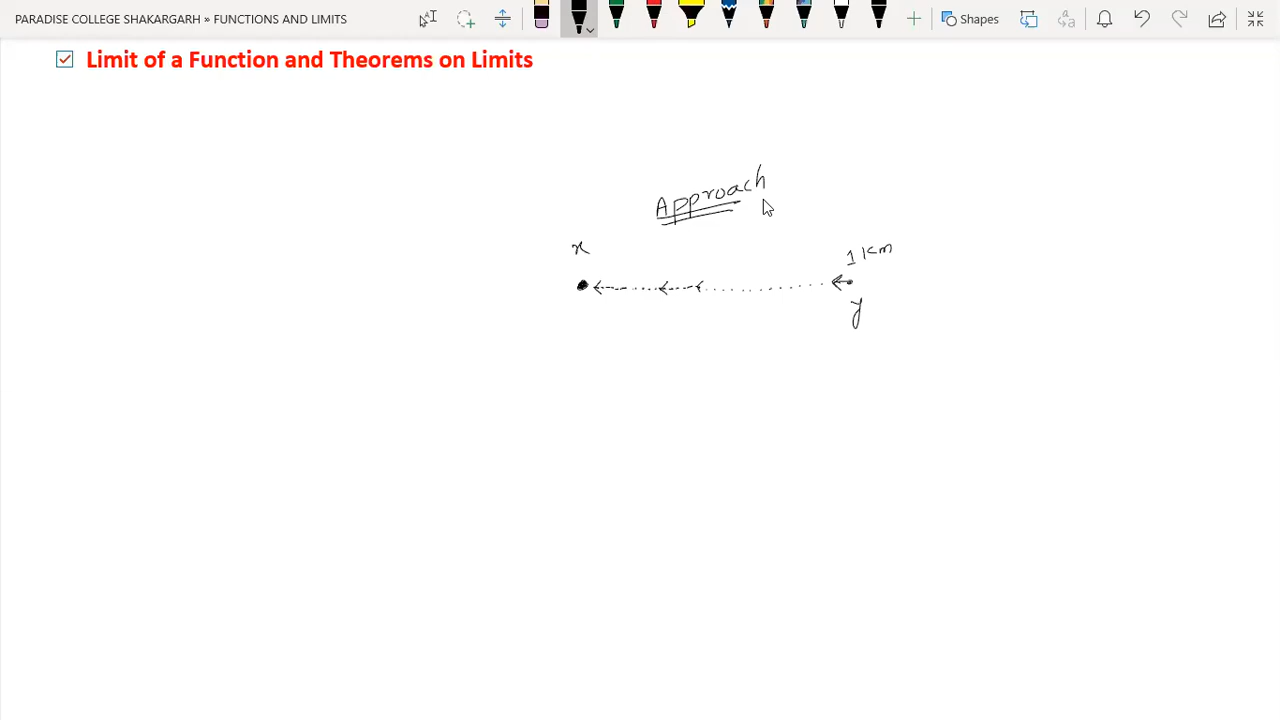 PARADISE COLLEGE SHAKARGARH » FUNCTIONS AND LIMITS
Shapes
Limit of a Function and Theorems on Limits
Approach
x
1 Km
y